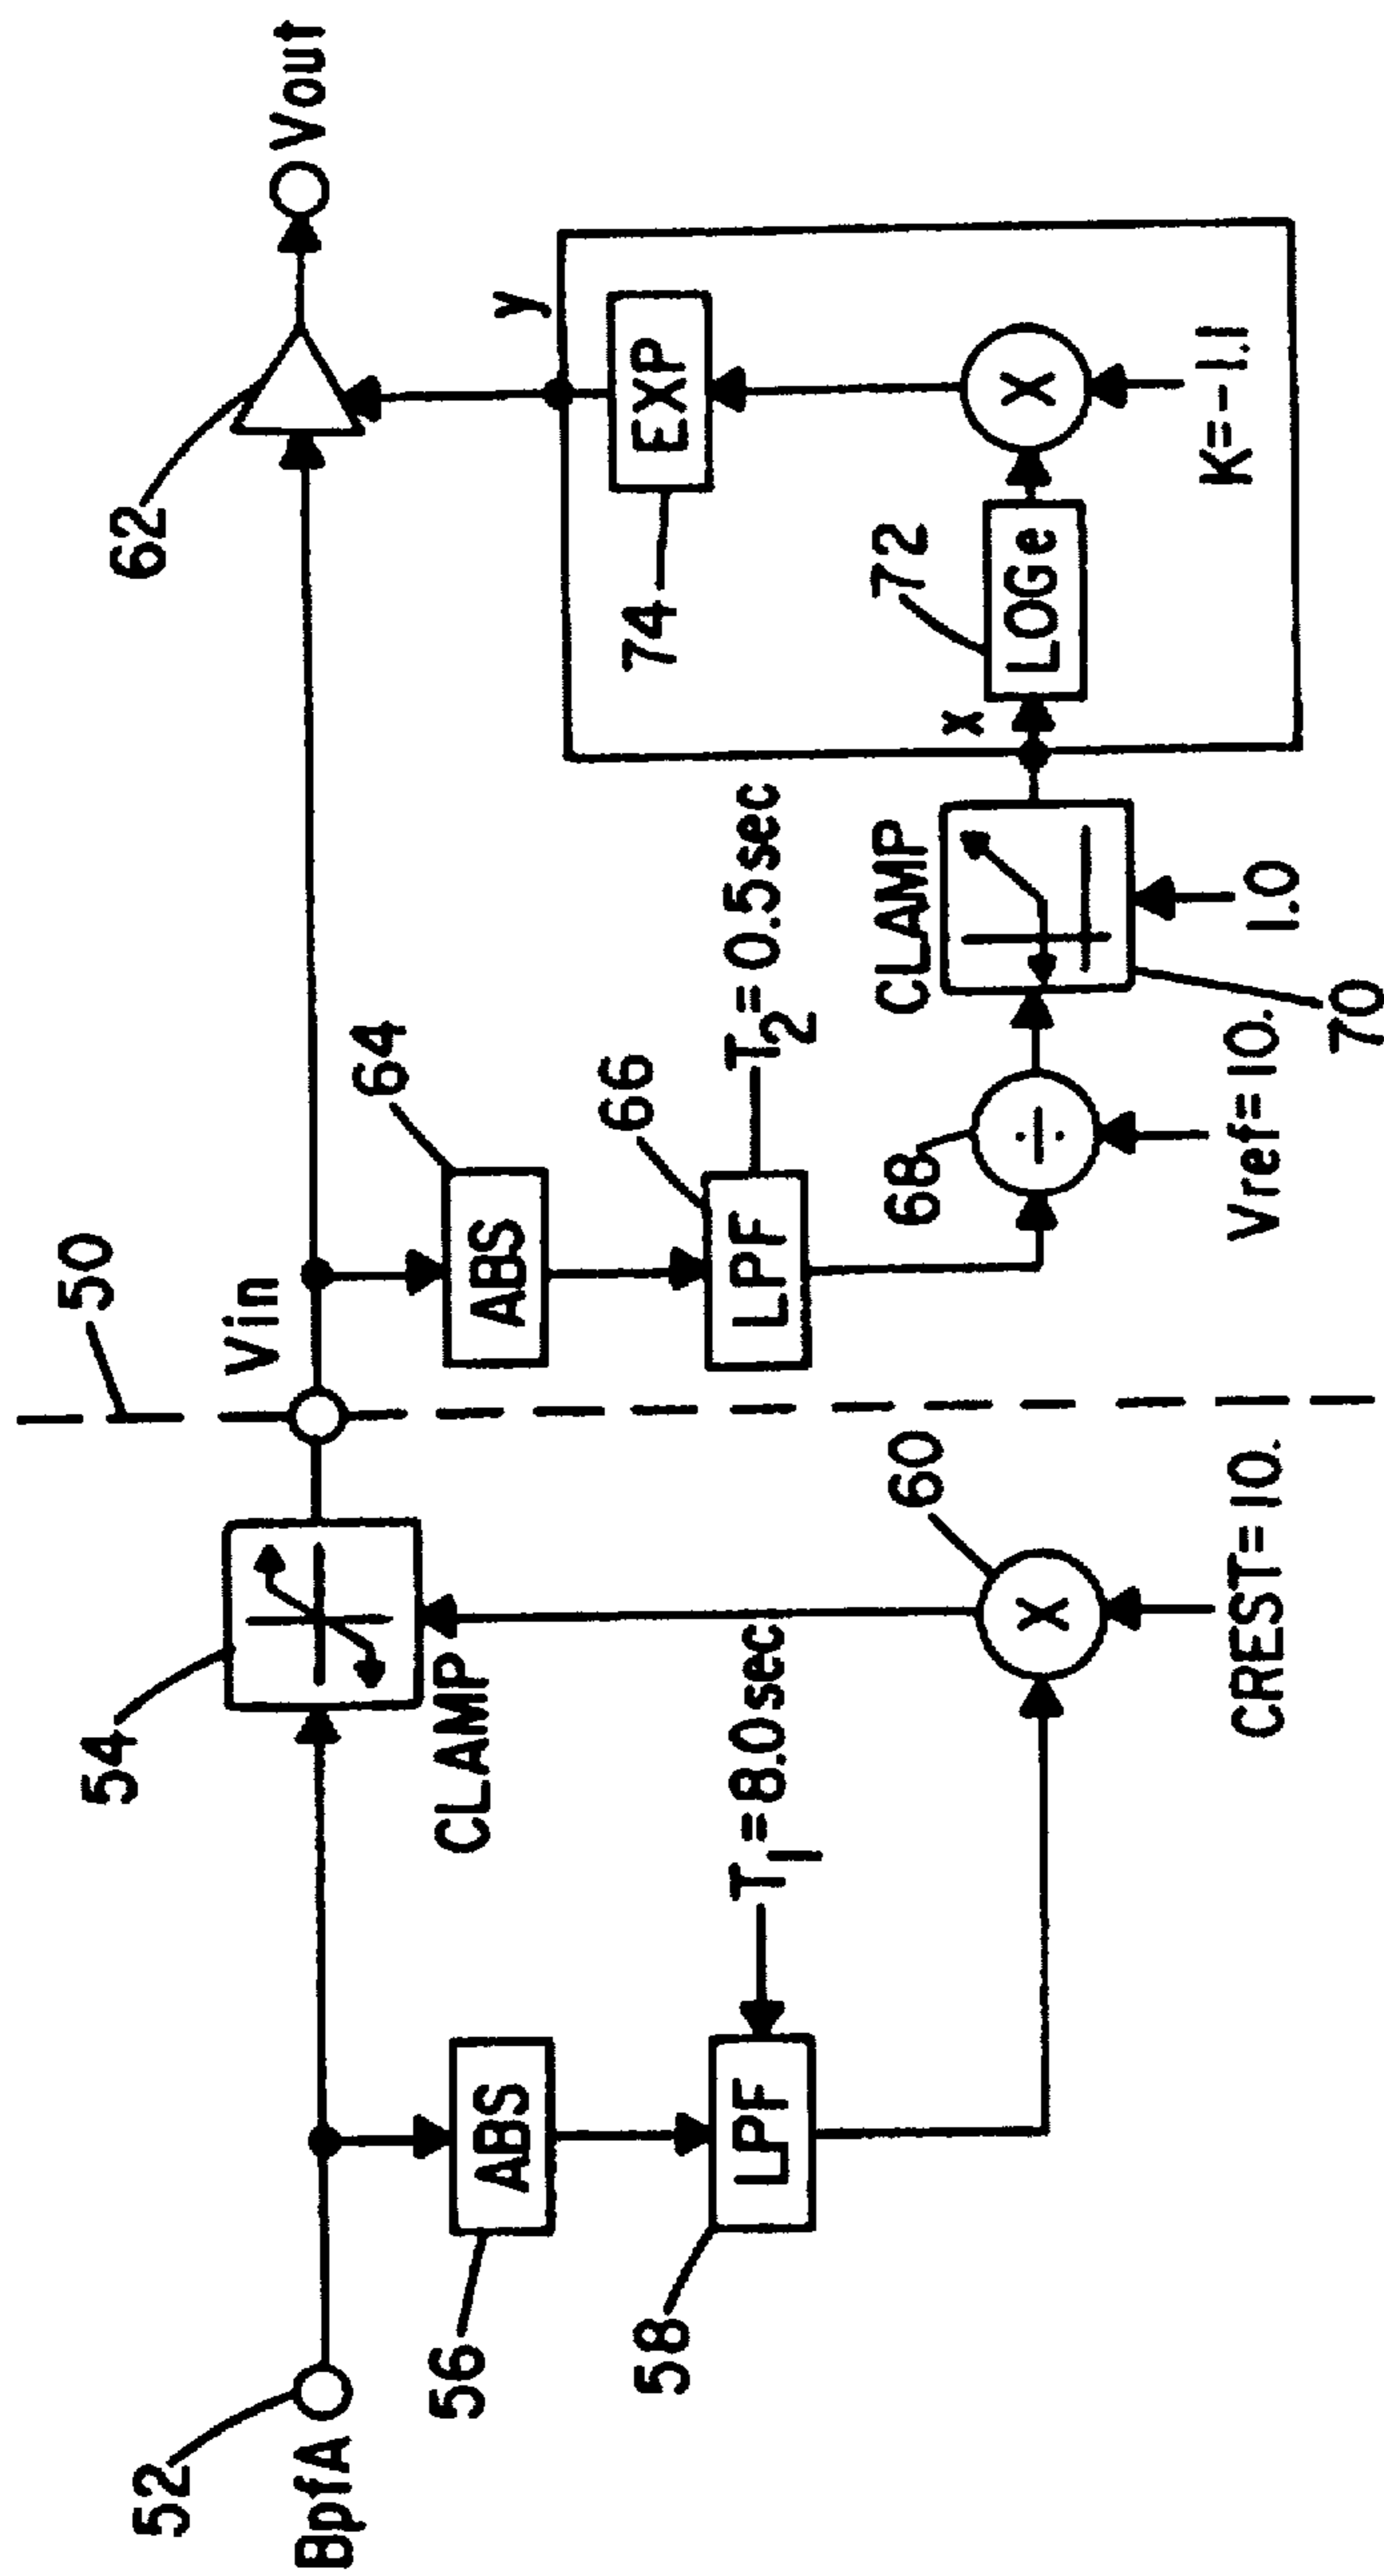 50
52
BpfA
54
CLAMP
Vin
62
Vout
56
ABS
64
ABS
y
74
EXP
58
LPF
T1=8.0sec
66
LPF
T2=0.5sec
60
X
CREST=10.
68
÷
Vref=10.
CLAMP
70
1.0
x
72
LOGe
X
K=-1.1